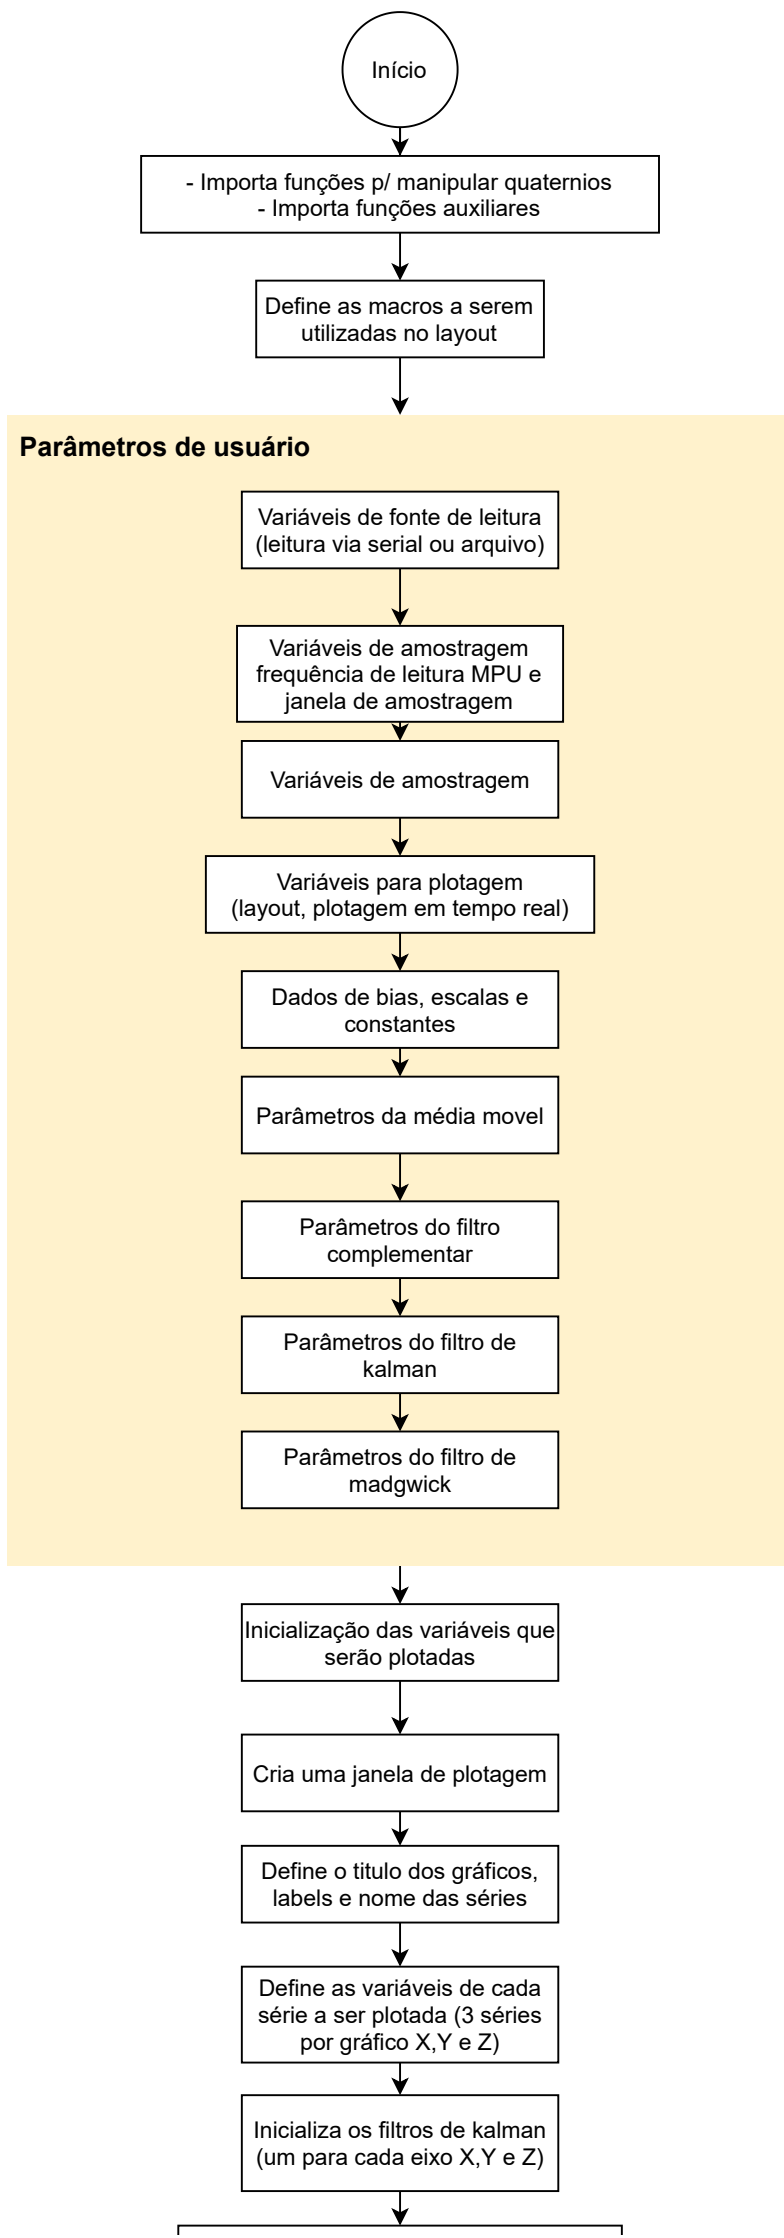 Início
- Importa funções p/ manipular quaternios
- Importa funções auxiliares
Define as macros a serem
utilizadas no layout
Parâmetros de usuário
Variáveis de fonte de leitura
(leitura via serial ou arquivo)
Variáveis de amostragem
frequência de leitura MPU e
janela de amostragem
Variáveis de amostragem
Variáveis para plotagem
(layout, plotagem em tempo real)
Dados de bias, escalas e
constantes
Parâmetros da média movel
Parâmetros do filtro
complementar
Parâmetros do filtro de
kalman
Parâmetros do filtro de
madgwick
Inicialização das variáveis que
serão plotadas
Cria uma janela de plotagem
Define o titulo dos gráficos,
labels e nome das séries
Define as variáveis de cada
série a ser plotada (3 séries
por gráfico X,Y e Z)
Inicializa os filtros de kalman
(um para cada eixo X,Y e Z)